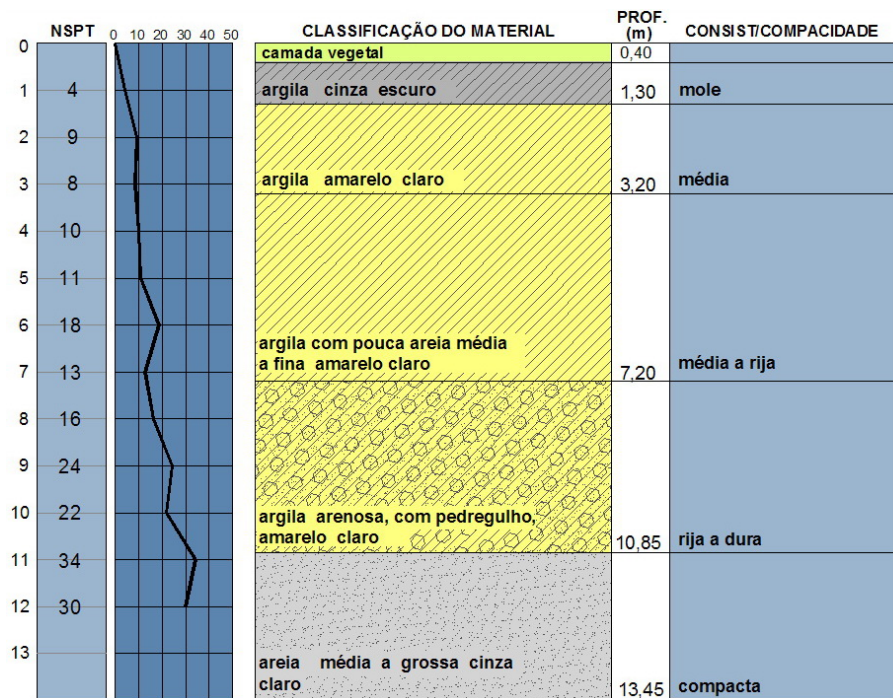 NSPT
CLASSIFICAÇÃO DO MATERIAL
PROF.
(m)
CONSIST/COMPACIDADE
0 10 20 30 40 50
0
camada vegetal
0,40
1
4
argila cinza escuro
1,30
mole
2
9
3
8
argila amarelo claro
3,20
média
4
10
5
11
6
18
argila com pouca areia média
a fina amarelo claro
7,20
média a rija
7
13
8
16
9
24
10
22
argila arenosa, com pedregulho,
amarelo claro
10,85
rija a dura
11
34
12
30
13
areia média a grossa cinza
claro
13,45
compacta